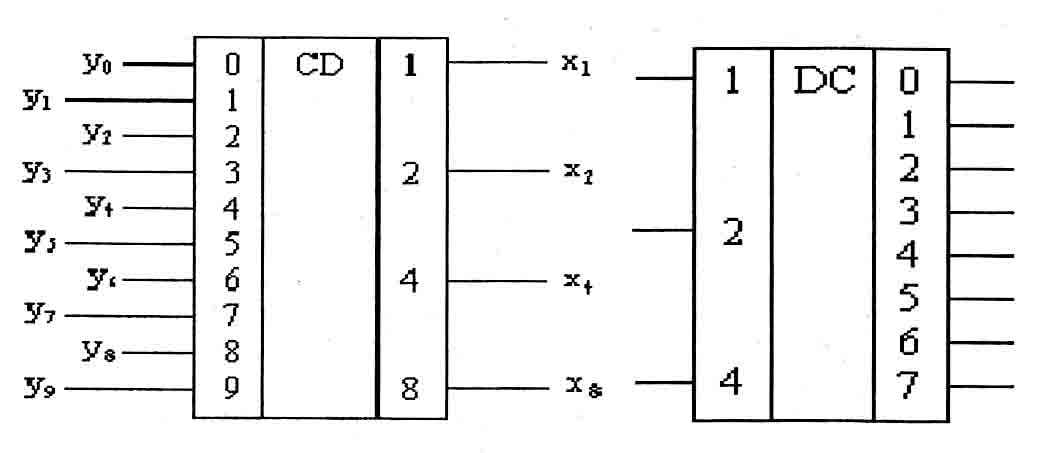 y0 0 CD 1 x1
y1 1
y2 2
y3 3 2 x2
y4 4
y5 5
y6 6 4 x4
y7 7
y8 8
y9 9 8 x8
1 DC 0
1
2
3
2
4
5
6
4 7